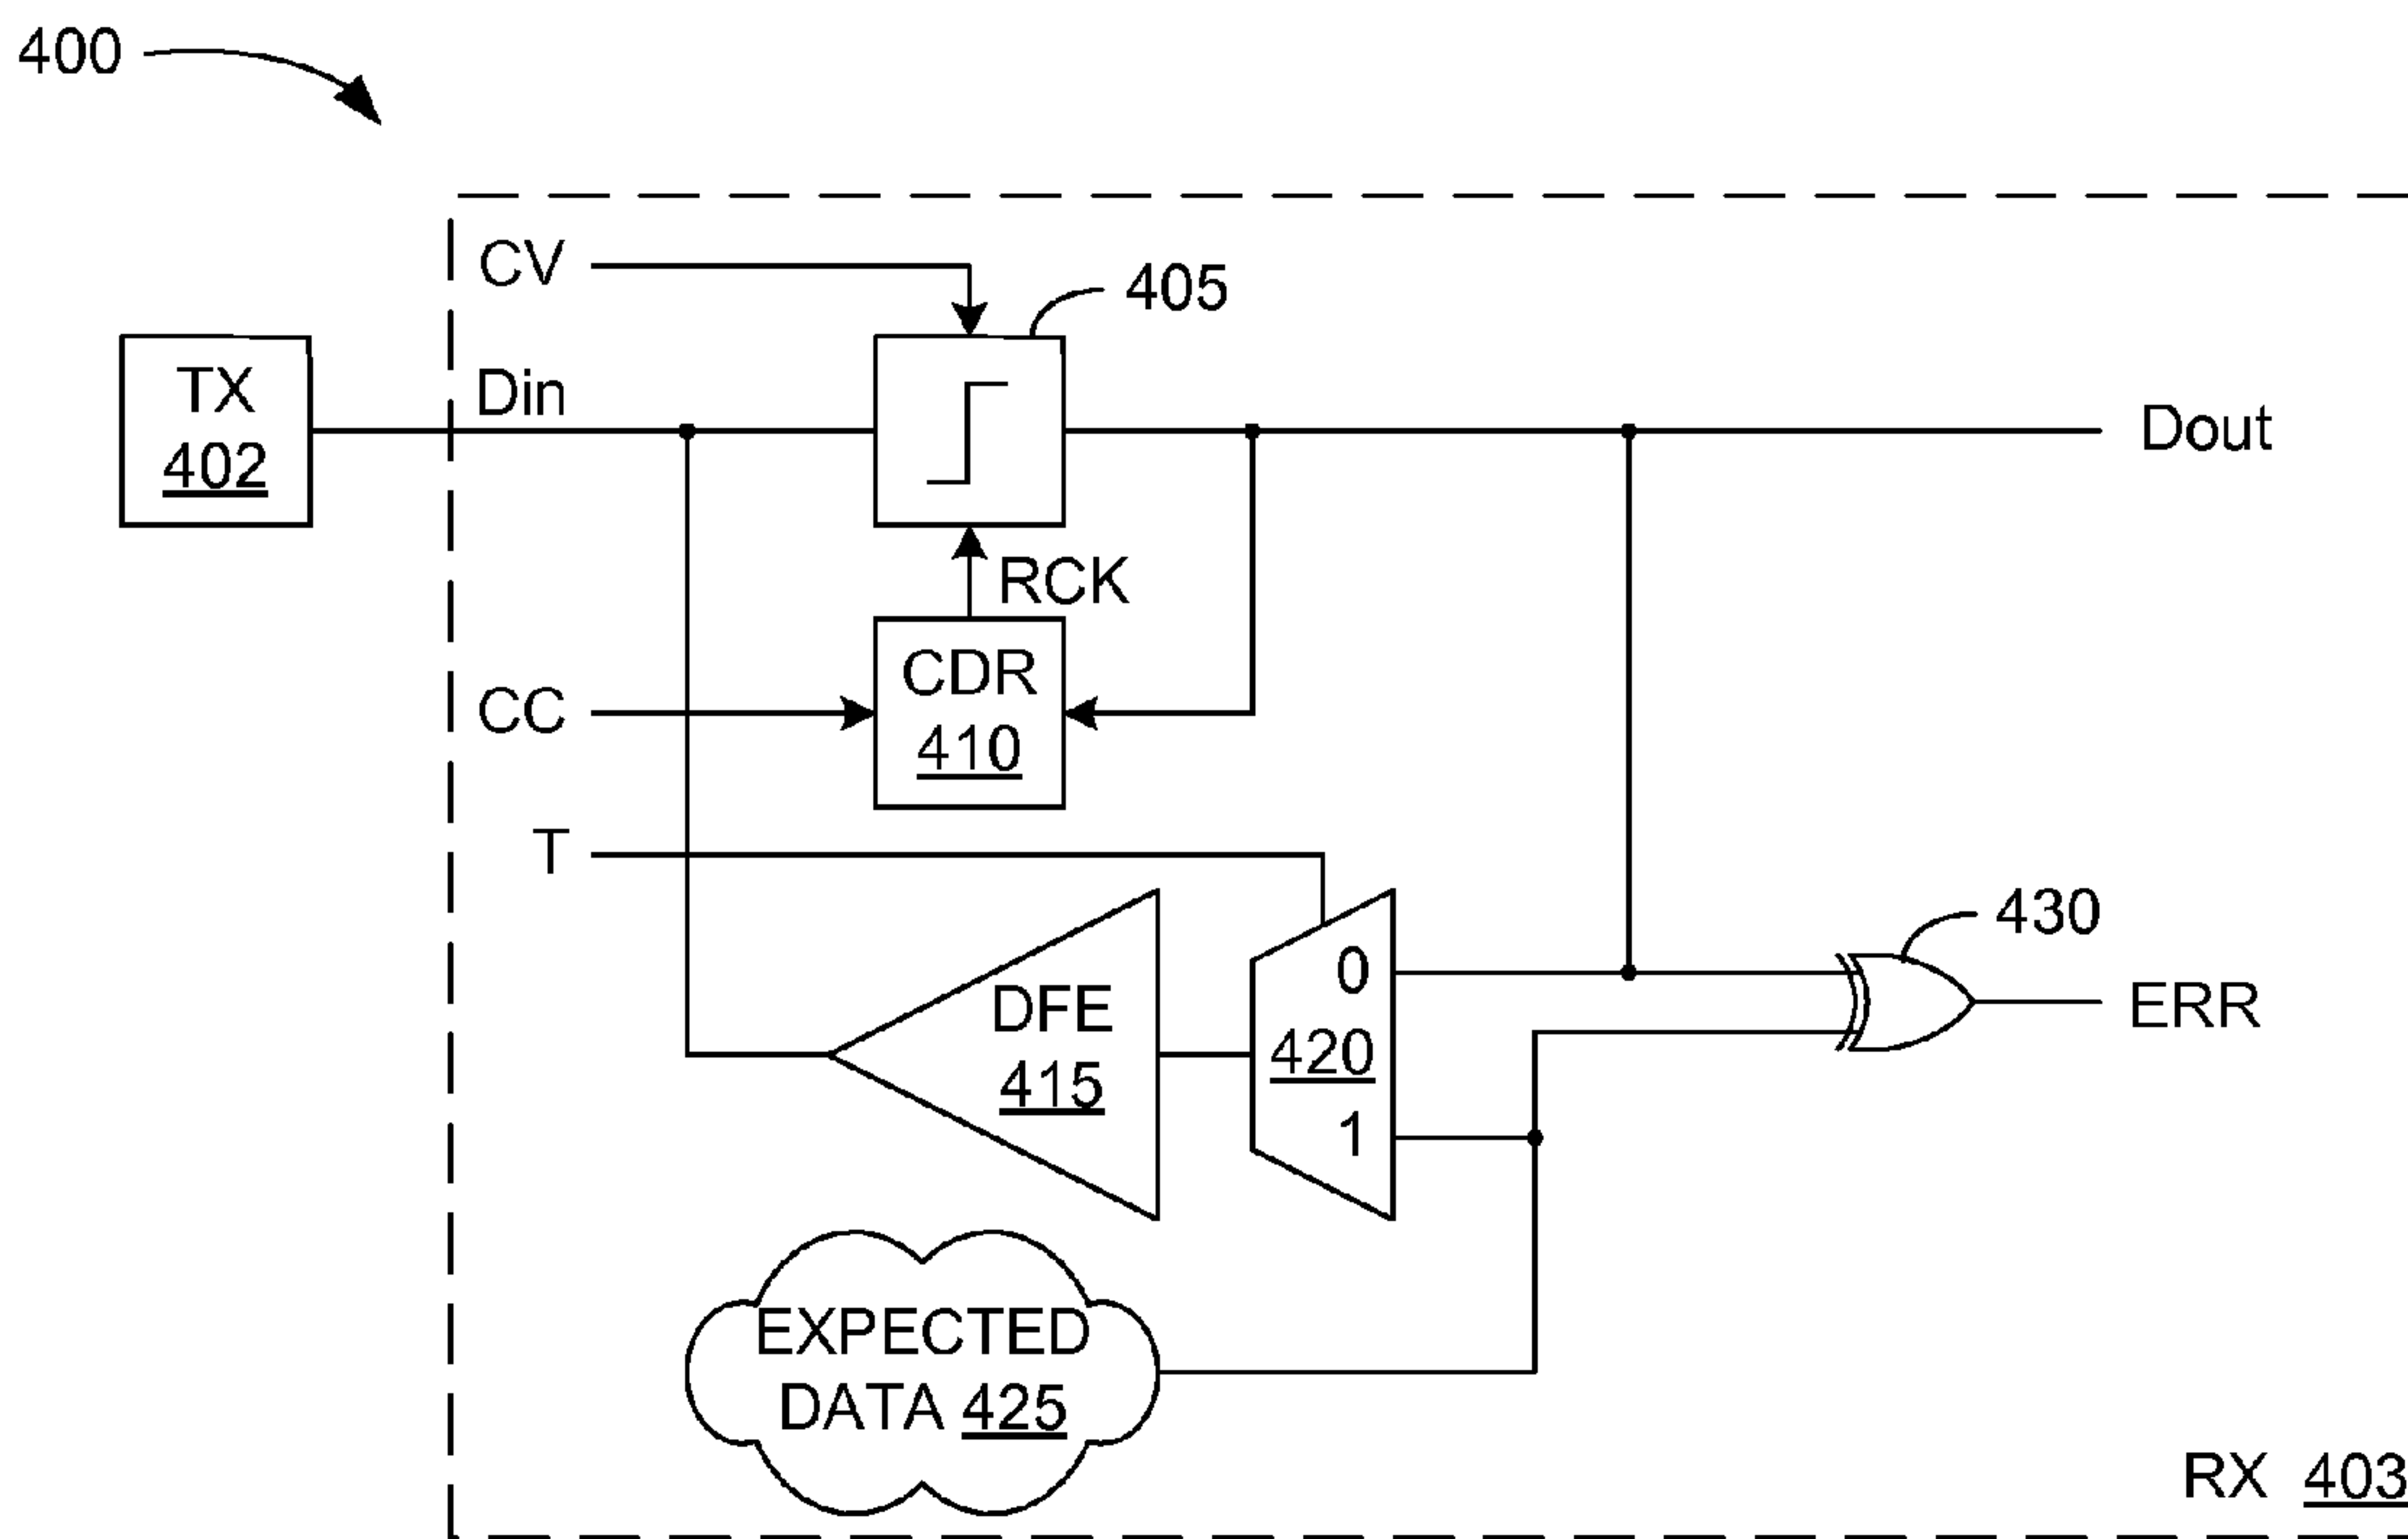 400
CV
405
TX
402
Din
Dout
RCK
CC
CDR
410
T
430
0
DFE
415
420
ERR
1
EXPECTED
DATA 425
RX 403